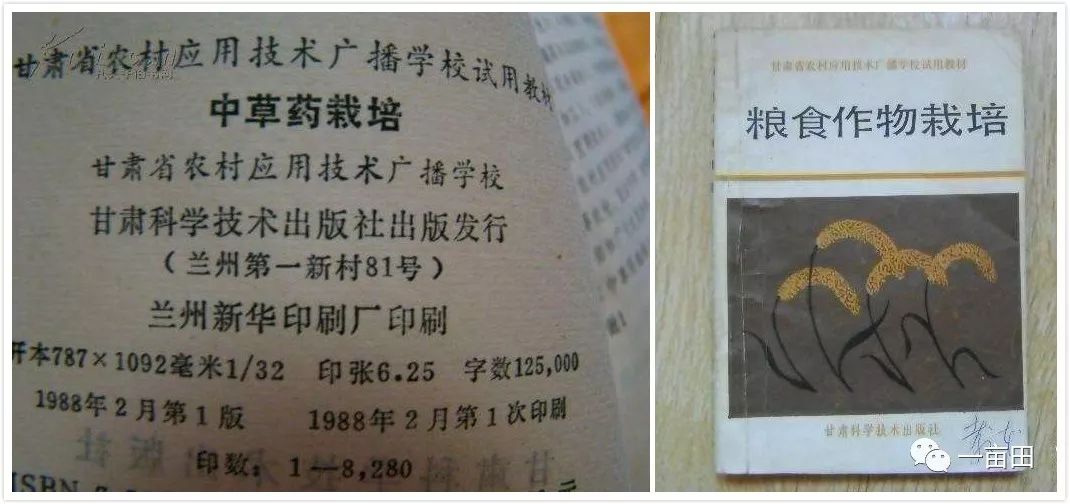 甘肃省农村应用技术广播学校试用教材
中草药栽培
甘肃省农村应用技术广播学校
甘肃科学技术出版社出版发行
（兰州第一新村81号）
兰州新华印刷厂印刷
开本787×1092毫米1/32 印张6.25 字数125,000
1988年2月第1版 1988年2月第1次印刷
印数：1—8,280
ISBN 7
甘肃省农村应用技术广播学校试用教材
粮食作物栽培
甘肃科学技术出版社
一亩田